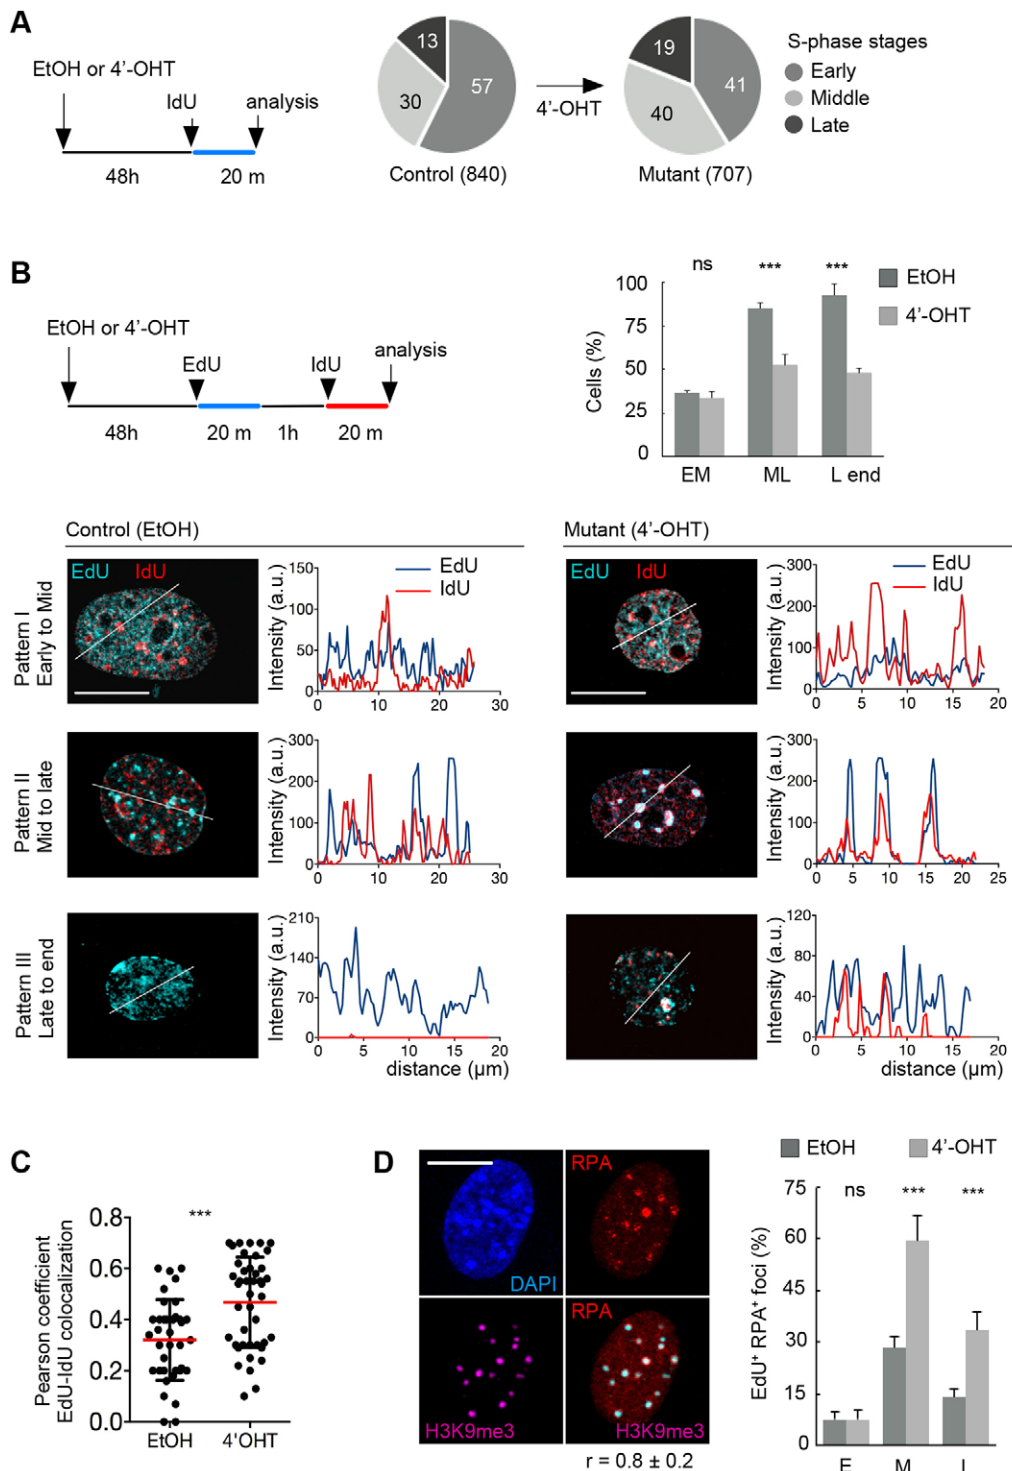 A
EtOH or 4'-OHT
IdU
analysis
48h
20 m
13
57
30
Control (840)
4'-OHT
19
41
40
Mutant (707)
S-phase stages
Early
Middle
Late
B
EtOH or 4'-OHT
EdU
IdU
analysis
48h
20 m
1h
20 m
Cells (%)
100
75
50
25
0
ns
***
***
EM
ML
L end
EtOH
4'-OHT
Control (EtOH)
Mutant (4'-OHT)
Pattern I
Early to Mid
EdU IdU
Intensity (a.u.)
150
100
50
0
0 10 20 30
EdU
IdU
EdU IdU
Intensity (a.u.)
300
200
100
0
0 5 10 15 20
EdU
IdU
Pattern II
Mid to late
Intensity (a.u.)
300
200
100
0
0 10 20 30
Intensity (a.u.)
300
200
100
0
0 5 10 15 20 25
Pattern III
Late to end
Intensity (a.u.)
210
140
70
0
0 5 10 15 20
distance (µm)
Intensity (a.u.)
120
80
40
0
0 5 10 15 20
distance (µm)
C
Pearson coefficient
EdU-IdU colocalization
0.8
0.6
0.4
0.2
0.0
***
EtOH
4'OHT
D
DAPI
RPA
H3K9me3
RPA
H3K9me3
r = 0.8 ± 0.2
EtOH
4'-OHT
EdU⁺ RPA⁺ foci (%)
75
60
45
30
15
0
ns
***
***
E
M
L